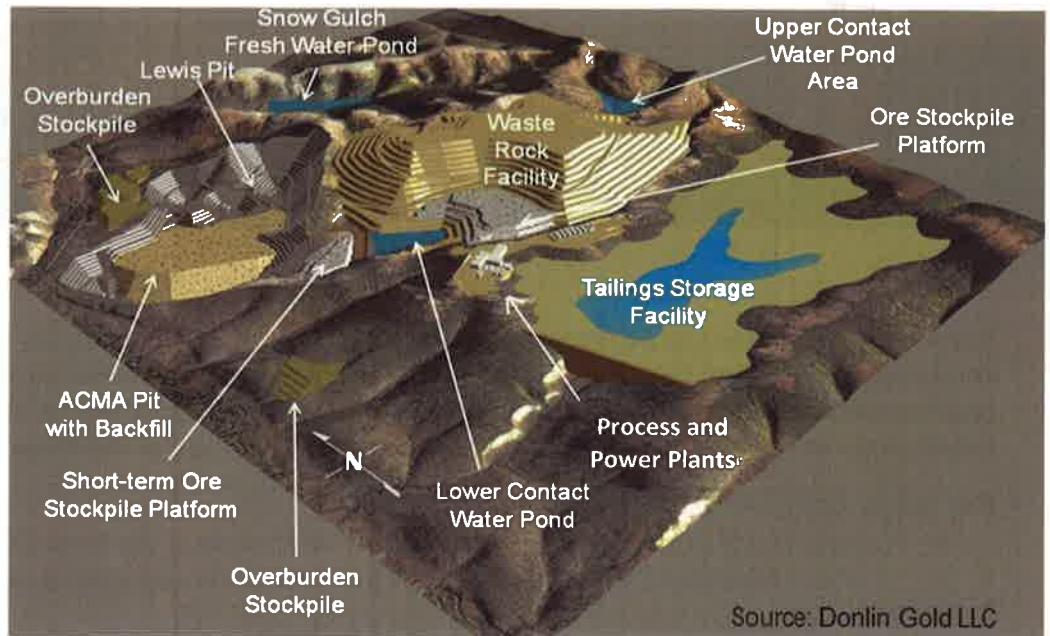 Snow Gulch
Fresh Water Pond
Lewis Pit
Overburden
Stockpile
Upper Contact
Water Pond
Area
Ore Stockpile
Platform
Waste
Rock
Facility
Tailings Storage
Facility
ACMA Pit
with Backfill
Short-term Ore
Stockpile Platform
N
Process and
Power Plants
Lower Contact
Water Pond
Overburden
Stockpile
Source: Donlin Gold LLC